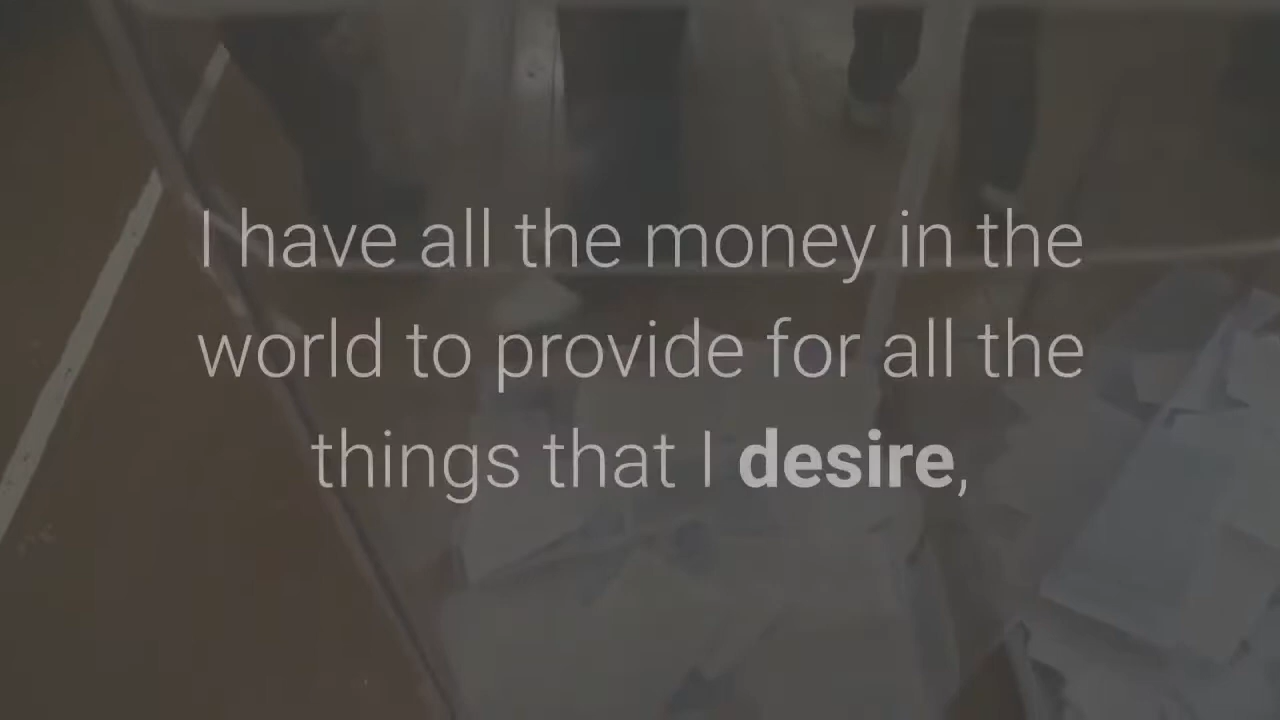 I have all the money in the
world to provide for all the
things that I desire,